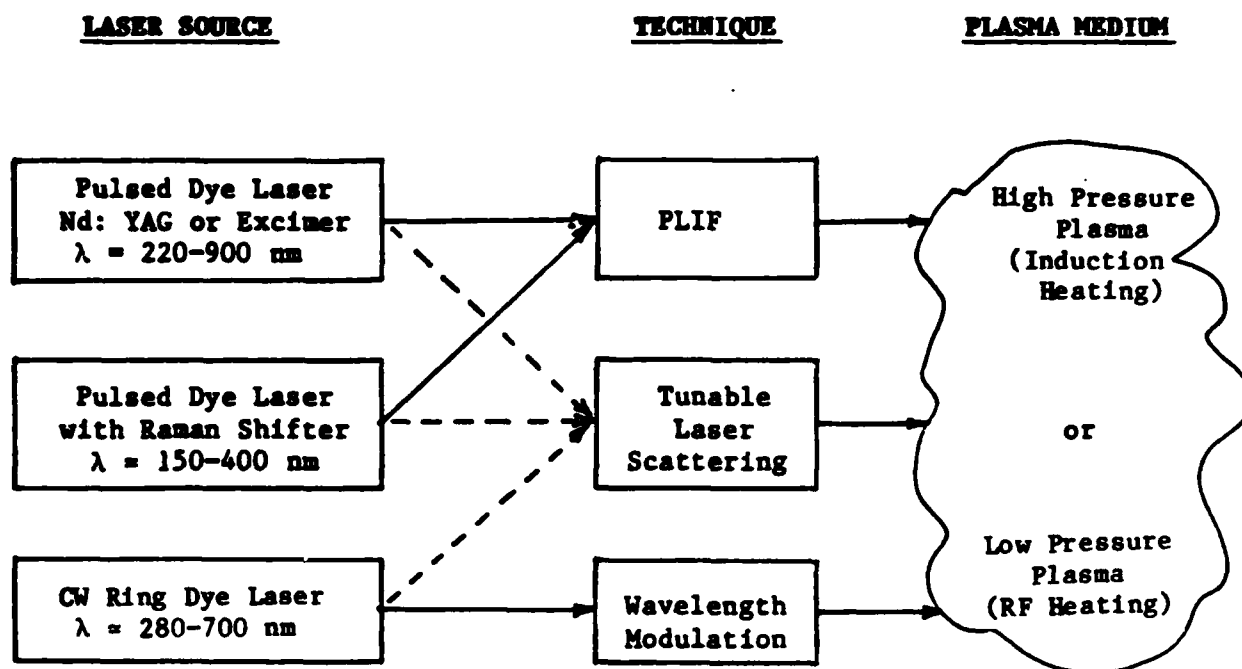 LASER SOURCE
TECHNIQUE
PLASMA MEDIUM
Pulsed Dye Laser
Nd: YAG or Excimer
λ = 220-900 nm
PLIF
High Pressure
Plasma
(Induction
Heating)
Pulsed Dye Laser
with Raman Shifter
λ = 150-400 nm
Tunable
Laser
Scattering
or
CW Ring Dye Laser
λ = 280-700 nm
Wavelength
Modulation
Low Pressure
Plasma
(RF Heating)